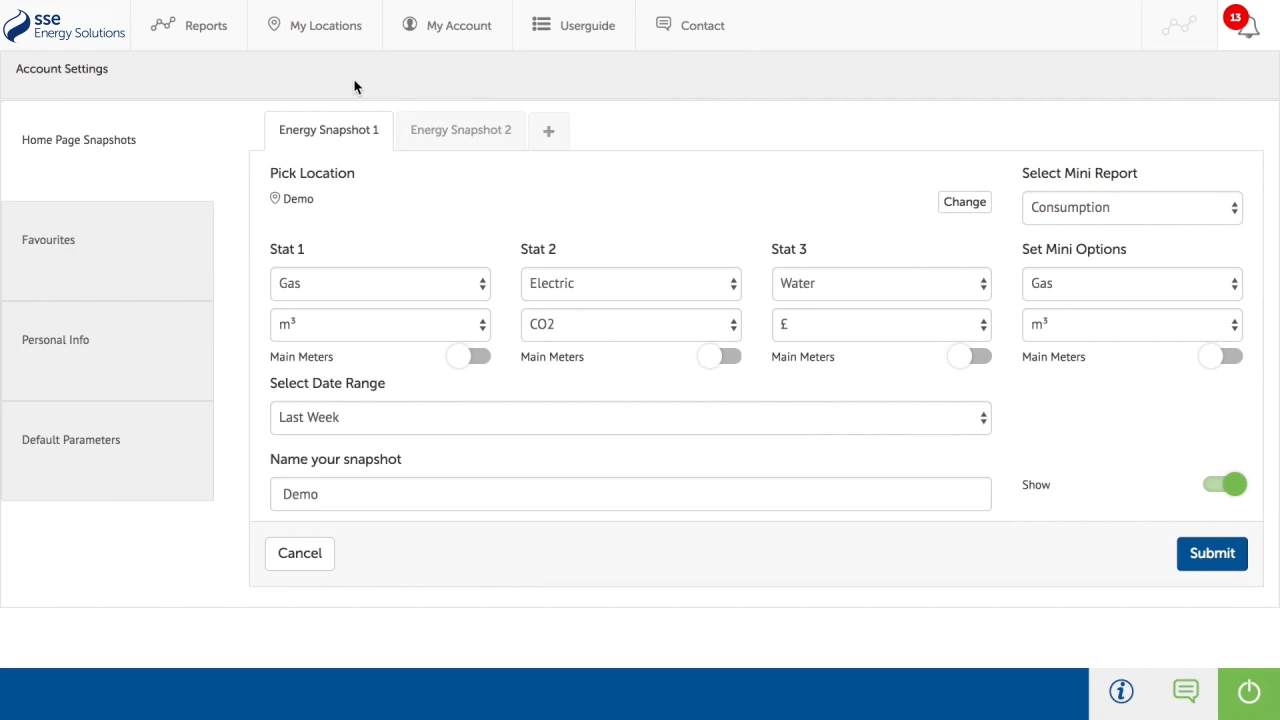 sse
Energy Solutions
Reports
My Locations
My Account
Userguide
Contact
13
Account Settings
Home Page Snapshots
Favourites
Personal Info
Default Parameters
Energy Snapshot 1
Energy Snapshot 2
+
Pick Location
Demo
Change
Select Mini Report
Consumption
Stat 1
Stat 2
Stat 3
Set Mini Options
Gas
Electric
Water
Gas
m³
CO2
£
m³
Main Meters
Main Meters
Main Meters
Main Meters
Select Date Range
Last Week
Name your snapshot
Demo
Show
Cancel
Submit